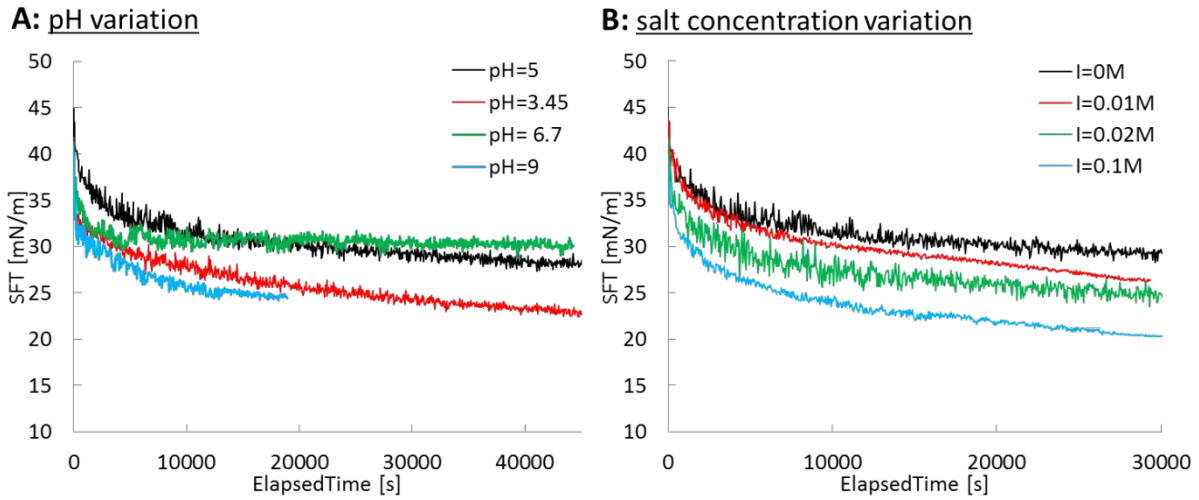 A: pH variation
50
45
40
35
30
25
20
15
10
SFT [mN/m]
0
10000
20000
30000
40000
ElapsedTime [s]
pH=5
pH=3.45
pH= 6.7
pH=9
B: salt concentration variation
50
45
40
35
30
25
20
15
10
SFT [mN/m]
0
10000
20000
30000
ElapsedTime [s]
I=0M
I=0.01M
I=0.02M
I=0.1M